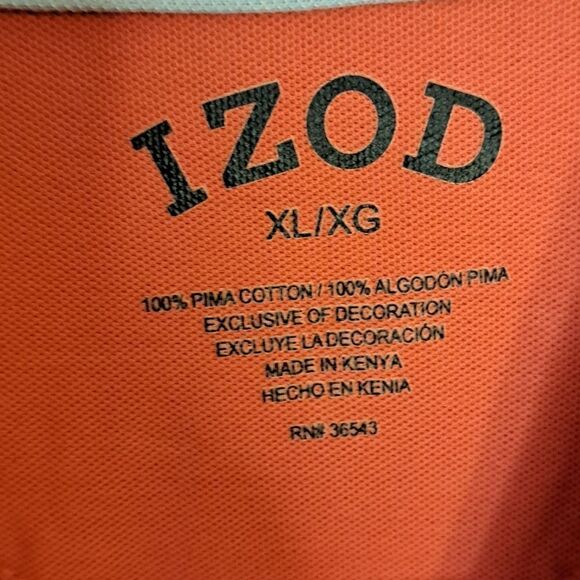 IZOD
XL/XG
100% PIMA COTTON / 100% ALGODÓN PIMA
EXCLUSIVE OF DECORATION
EXCLUYE LA DECORACIÓN
MADE IN KENYA
HECHO EN KENIA
RN# 36543